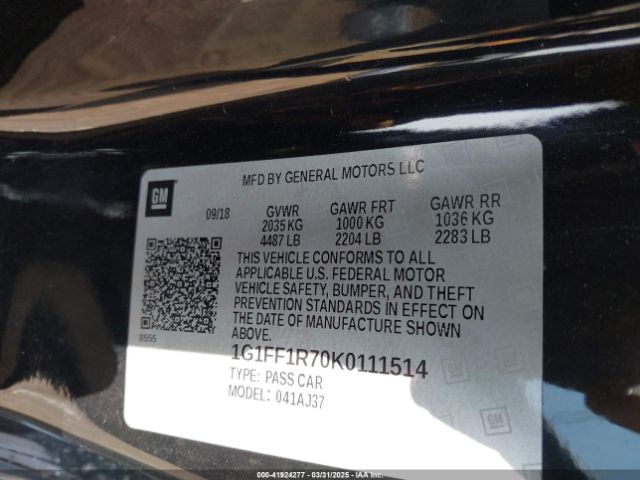 MFD BY GENERAL MOTORS LLC
GM
09/18
GVWR
2035 KG
4487 LB
GAWR FRT
1000 KG
2204 LB
GAWR RR
1036 KG
2283 LB
THIS VEHICLE CONFORMS TO ALL
APPLICABLE U.S. FEDERAL MOTOR
VEHICLE SAFETY, BUMPER, AND THEFT
PREVENTION STANDARDS IN EFFECT ON
THE DATE OF MANUFACTURE SHOWN
ABOVE.
8555
1G1FF1R70K0111514
TYPE: PASS CAR
MODEL: 041AJ37
000-41924277 - 03/31/2025 - IAAI.COM